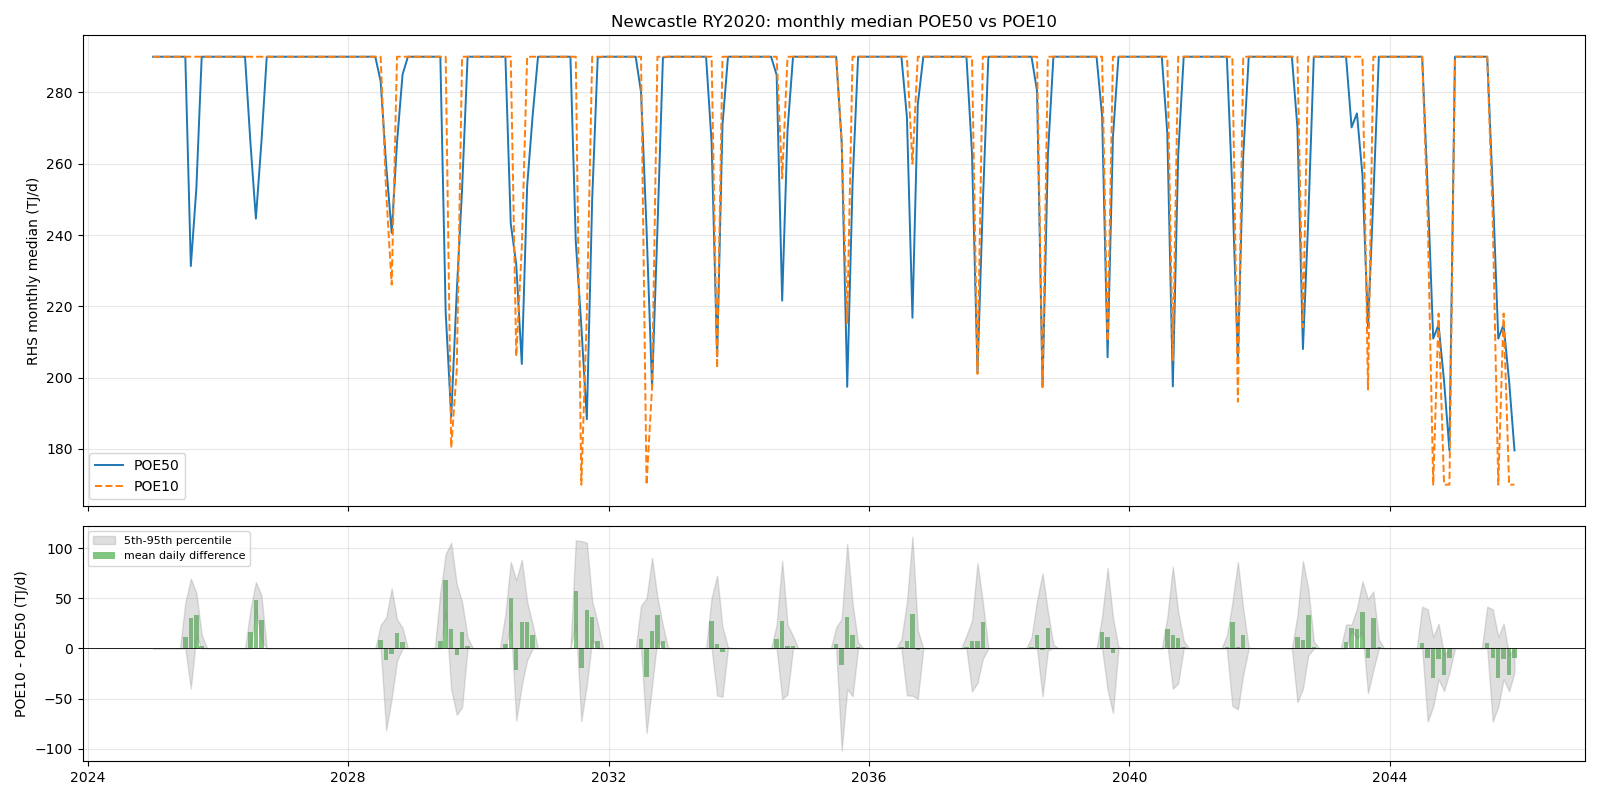 Newcastle RY2020: monthly median POE50 vs POE10
RHS monthly median (TJ/d)
280
260
240
220
200
180
POE50
POE10
POE10 - POE50 (TJ/d)
100
50
0
−50
−100
5th-95th percentile
mean daily difference
2024
2028
2032
2036
2040
2044